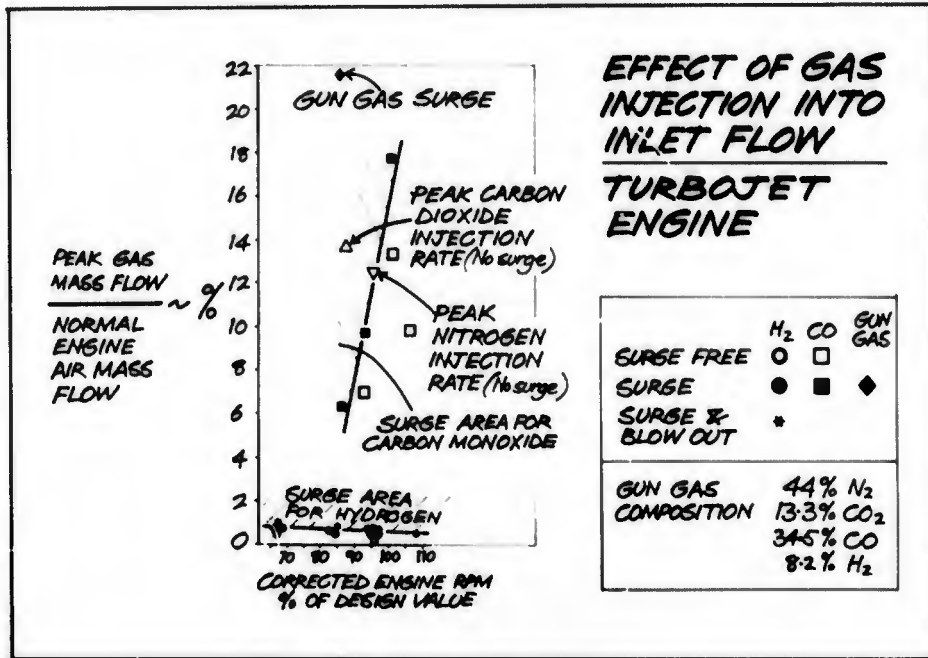 EFFECT OF GAS
INJECTION INTO
INLET FLOW
TURBOJET
ENGINE
PEAK GAS
MASS FLOW
~ %
NORMAL
ENGINE
AIR MASS
FLOW
22
20
18
16
14
12
10
8
6
4
2
0
GUN GAS SURGE
PEAK CARBON
DIOXIDE
INJECTION
RATE (No surge)
PEAK
NITROGEN
INJECTION
RATE (No surge)
SURGE AREA FOR
CARBON MONOXIDE
SURGE AREA
FOR HYDROGEN
70 80 90 100 110
CORRECTED ENGINE RPM
% OF DESIGN VALUE
H₂ CO GUN GAS
SURGE FREE
SURGE
SURGE &
BLOW OUT
GUN GAS 44% N₂
COMPOSITION 13.3% CO₂
34.5% CO
8.2% H₂